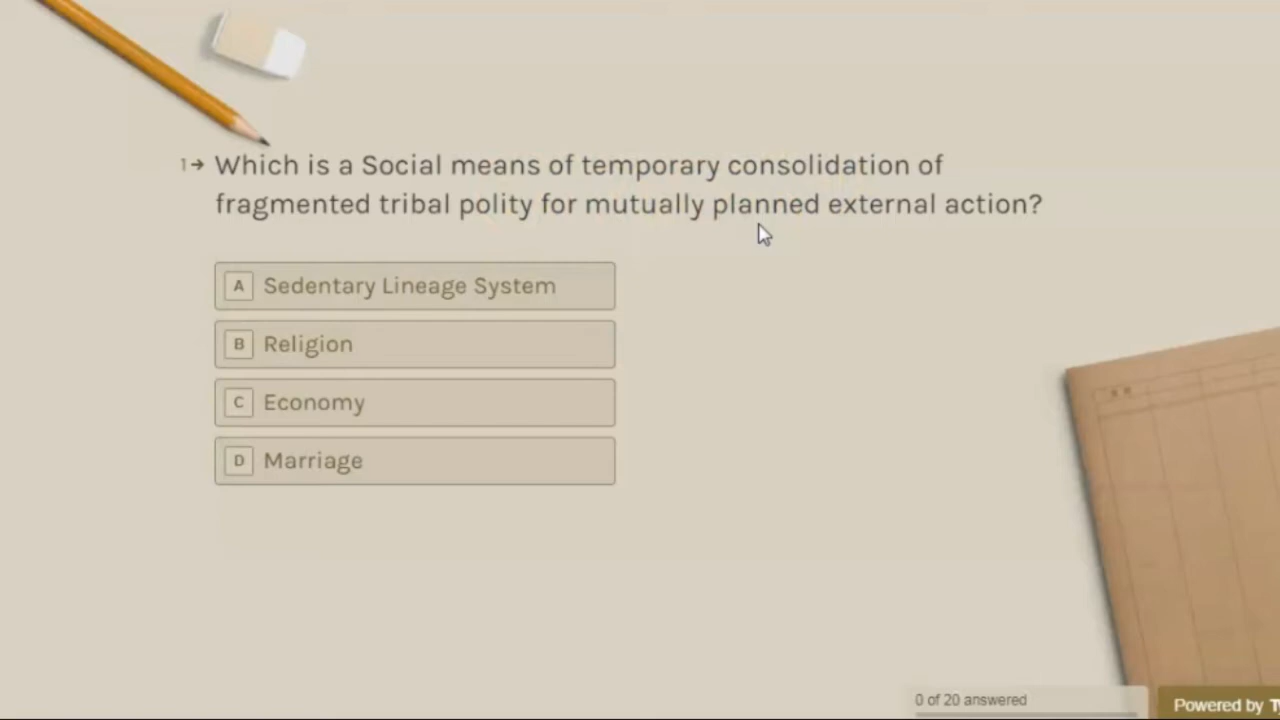 1→ Which is a Social means of temporary consolidation of
fragmented tribal polity for mutually planned external action?
A Sedentary Lineage System
B Religion
C Economy
D Marriage
0 of 20 answered
Powered by T